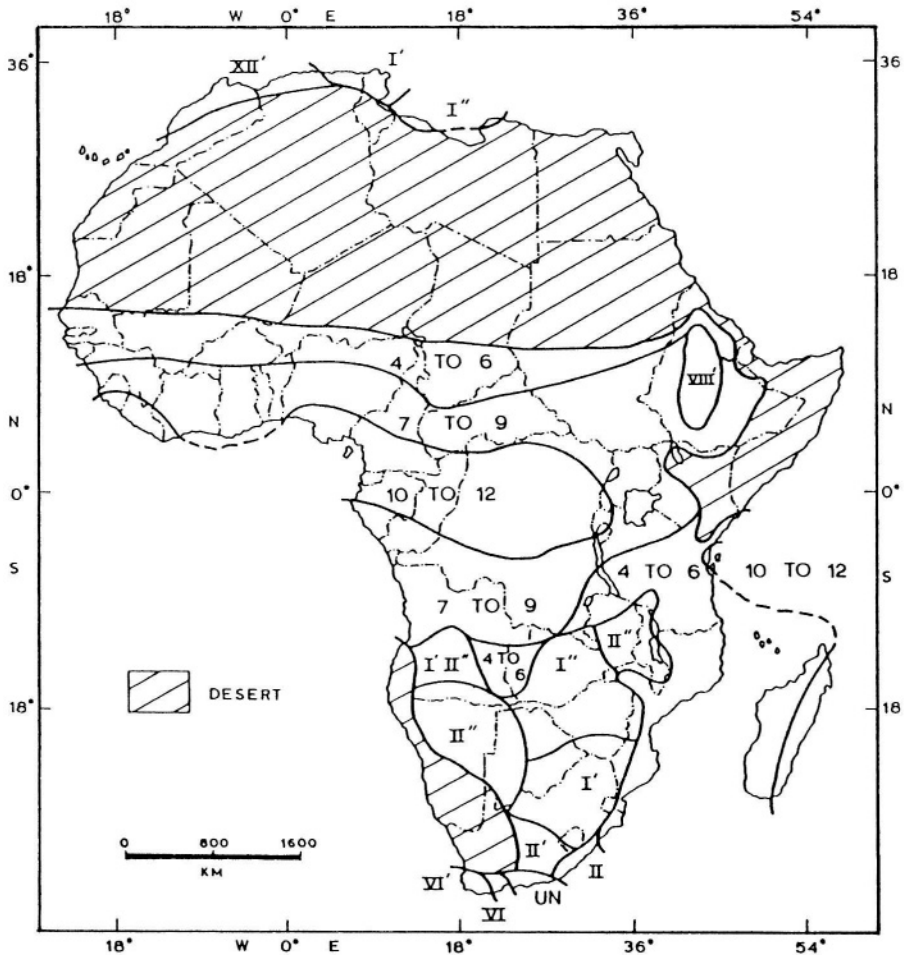 18° W 0° E 18° 36° 54°
36° 36
XII' I' I"
18° 18
4 TO 6 VIII'
N N
7 TO 9
0° 10 TO 12 0°
S 4 TO 6 10 TO 12 S
7 TO 9
I' II" 4 TO 6 I" II"
DESERT
18° 18
II"
I'
0 800 1600
KM
II'
VI' VI UN II
18° W 0° E 18° 36° 54°